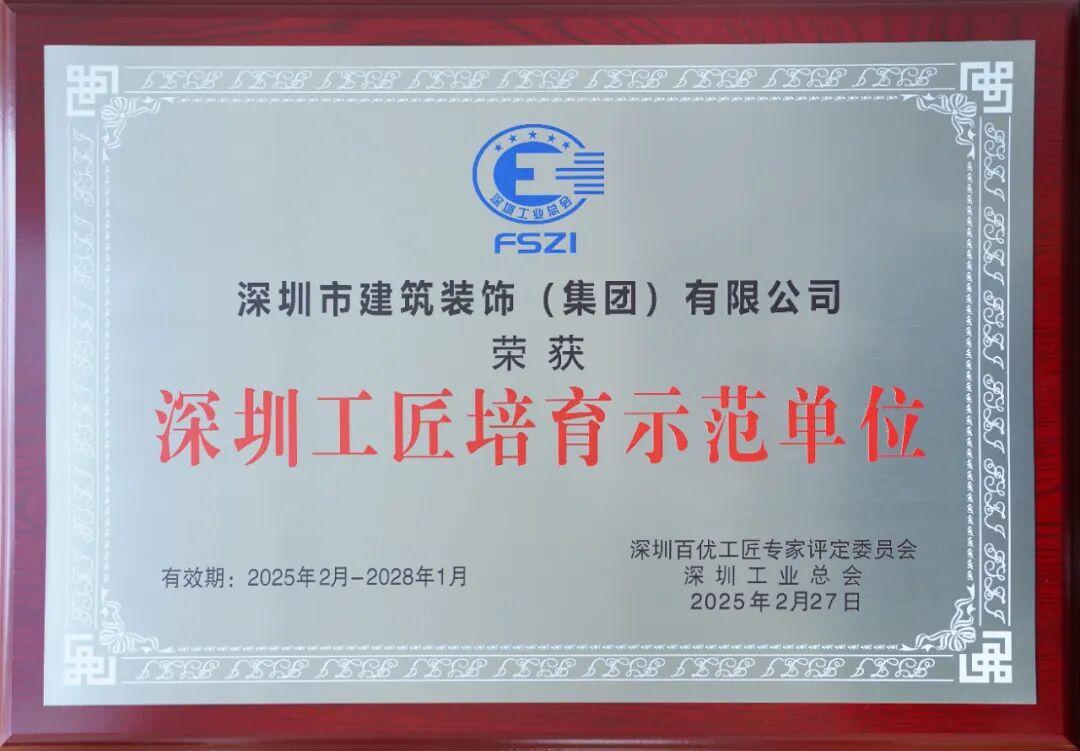 深圳工业总会
FSZI
深圳市建筑装饰（集团）有限公司
荣获
深圳工匠培育示范单位
深圳百优工匠专家评定委员会
有效期：2025年2月-2028年1月
深圳工业总会
2025年2月27日